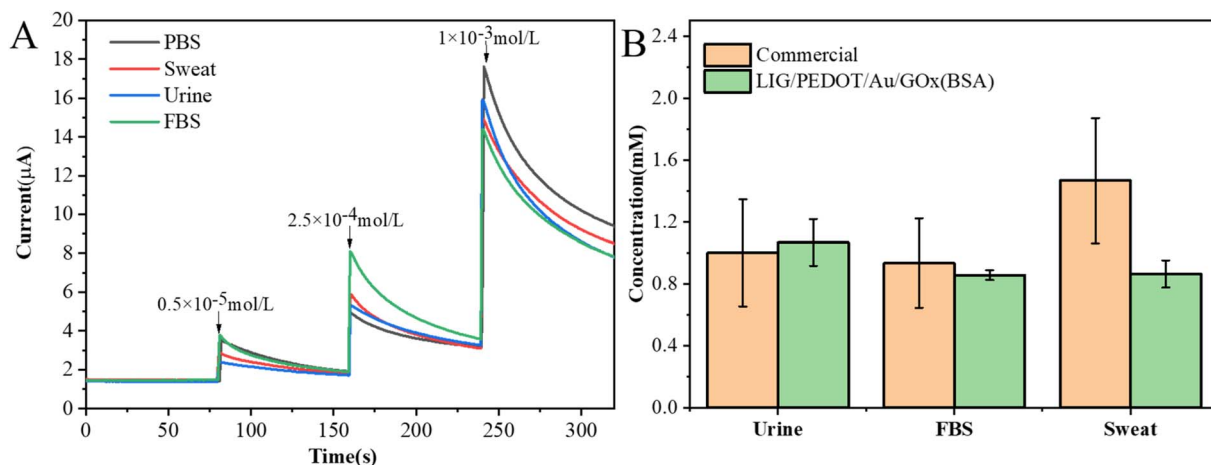 A
PBS
Sweat
Urine
FBS
0.5×10-5mol/L
2.5×10-4mol/L
1×10-3mol/L
Current(μA)
20
18
16
14
12
10
8
6
4
2
0
0
50
100
150
200
250
300
Time(s)
B
Commercial
LIG/PEDOT/Au/GOx(BSA)
Concentration(mM)
2.4
2.0
1.6
1.2
0.8
0.4
0.0
Urine
FBS
Sweat